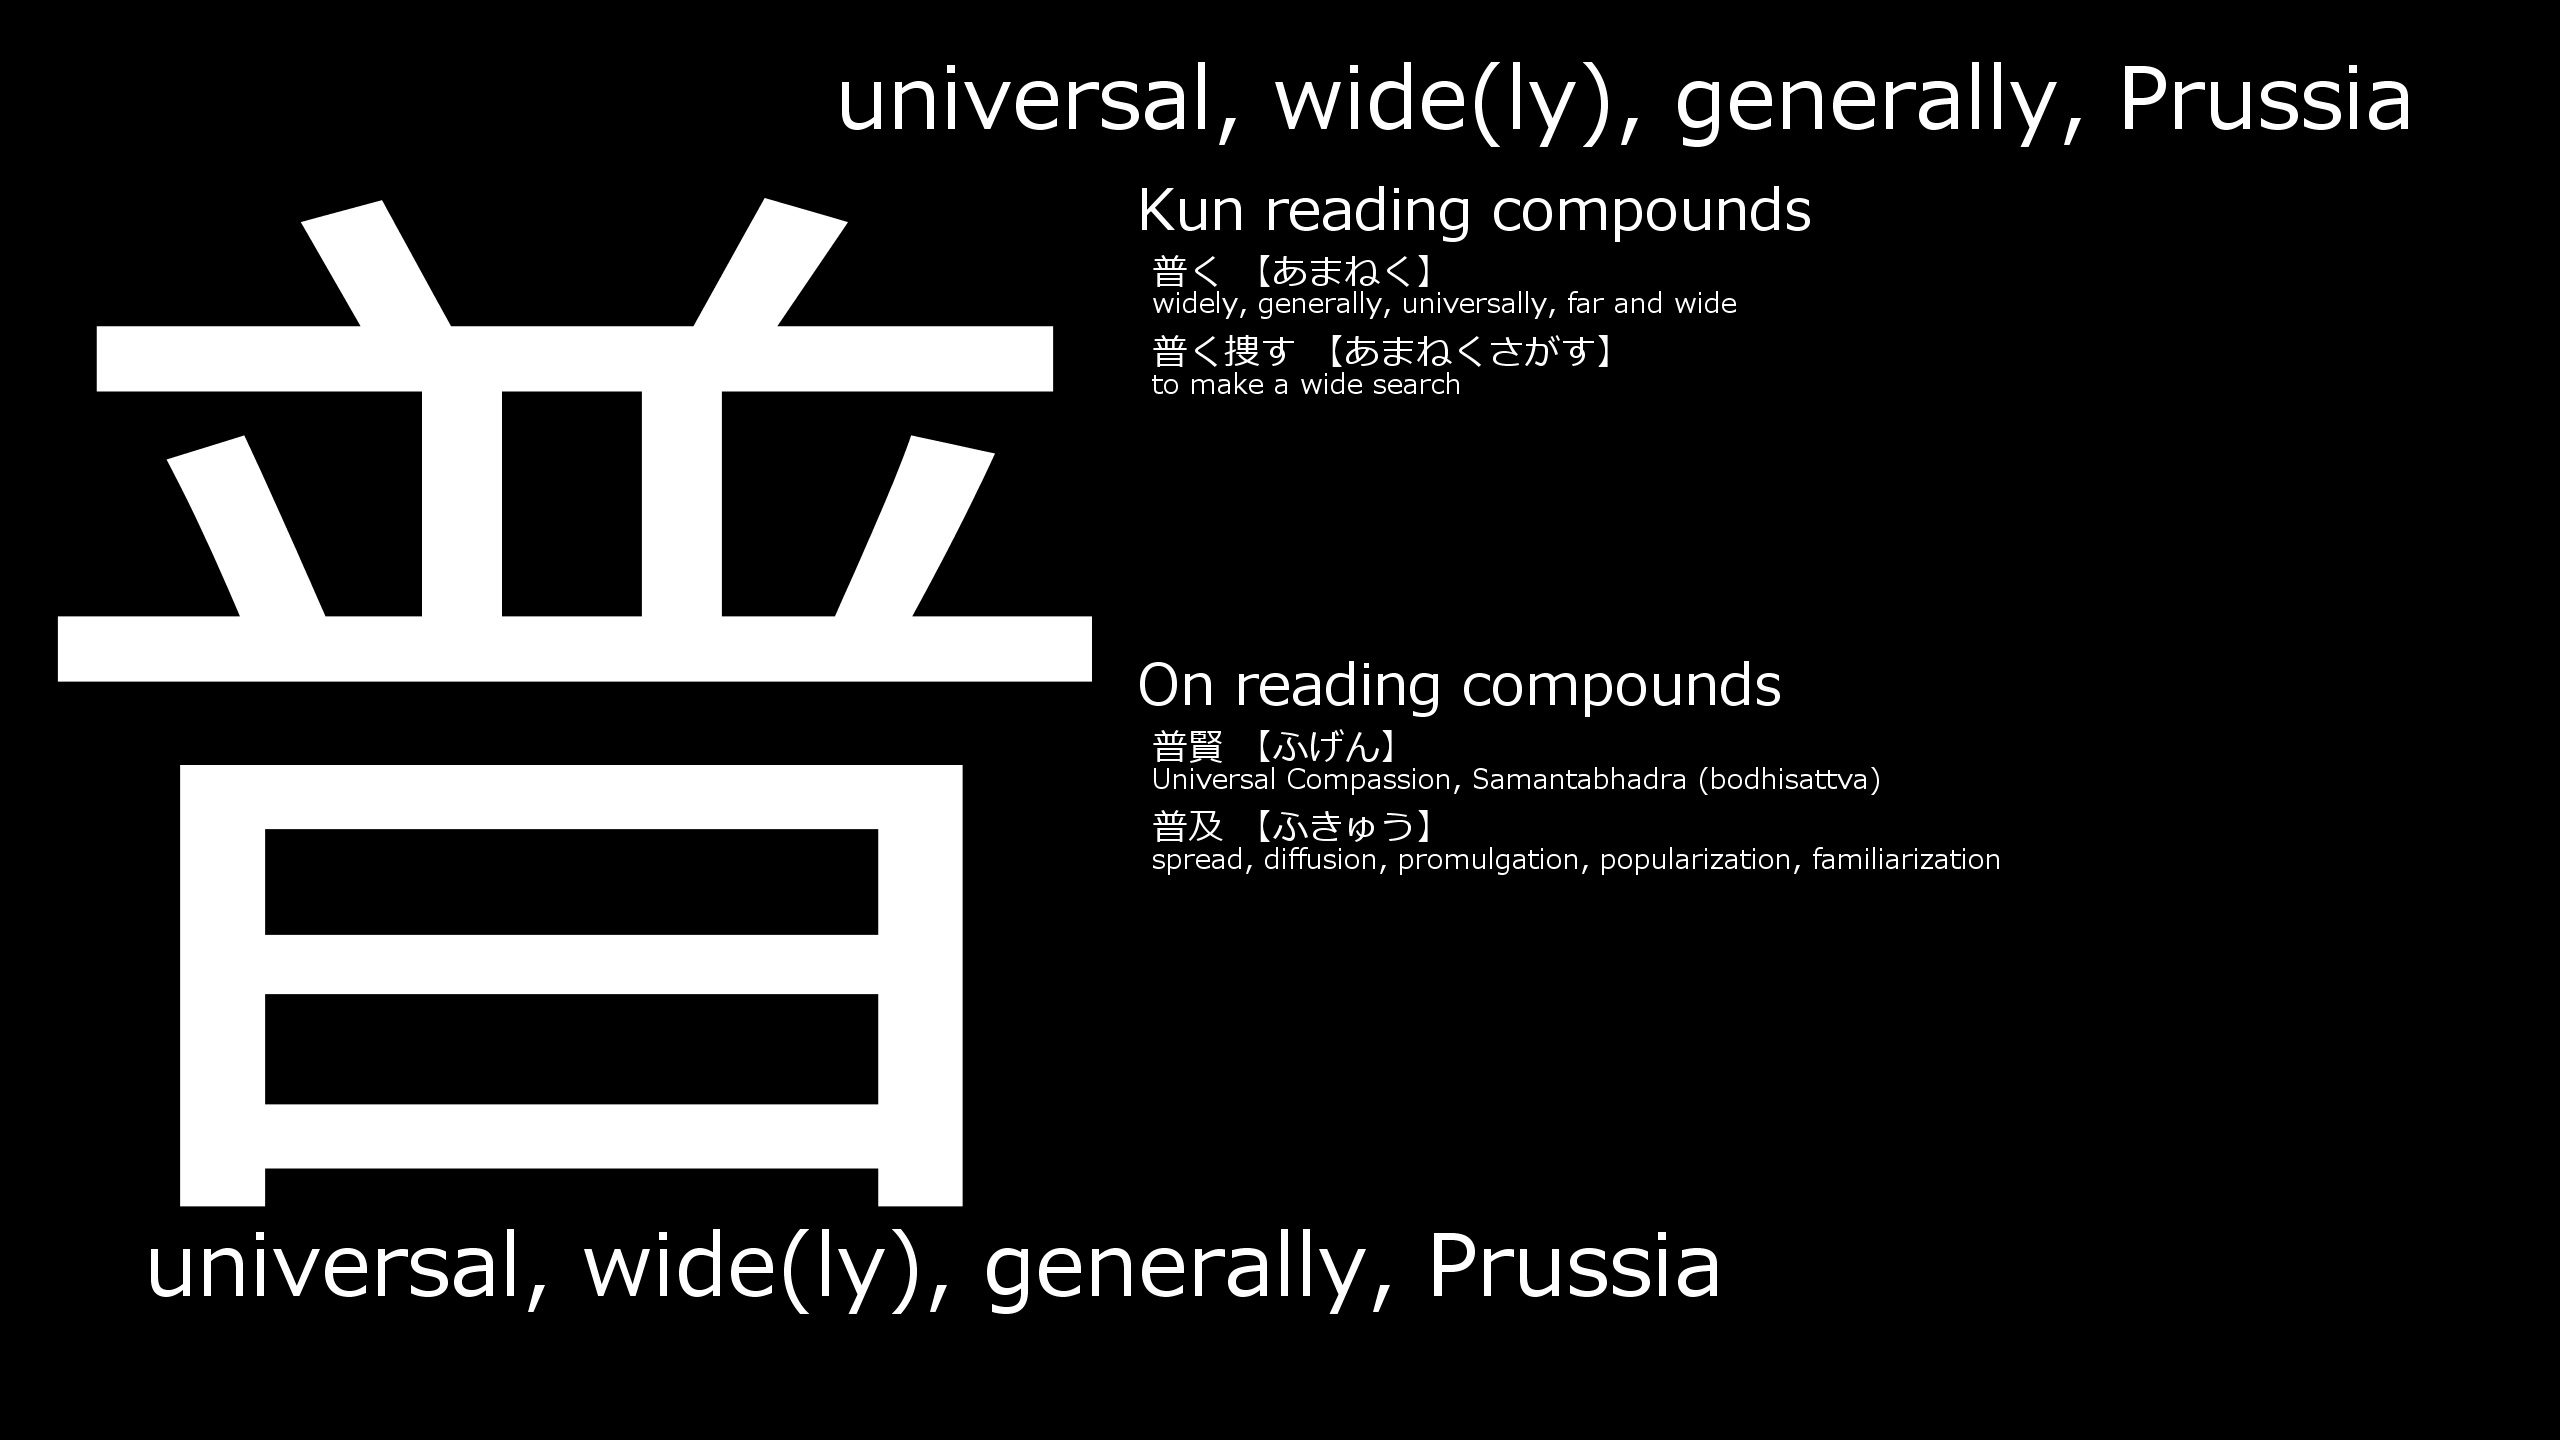 universal, wide(ly), generally, Prussia
普
Kun reading compounds
普く 【あまねく】
widely, generally, universally, far and wide
普く捜す 【あまねくさがす】
to make a wide search
On reading compounds
普賢 【ふげん】
Universal Compassion, Samantabhadra (bodhisattva)
普及 【ふきゅう】
spread, diffusion, promulgation, popularization, familiarization
universal, wide(ly), generally, Prussia